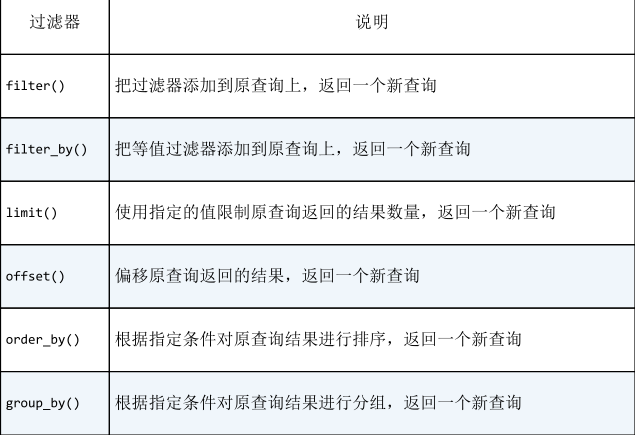 过滤器 说明
filter() 把过滤器添加到原查询上，返回一个新查询
filter_by() 把等值过滤器添加到原查询上，返回一个新查询
limit() 使用指定的值限制原查询返回的结果数量，返回一个新查询
offset() 偏移原查询返回的结果，返回一个新查询
order_by() 根据指定条件对原查询结果进行排序，返回一个新查询
group_by() 根据指定条件对原查询结果进行分组，返回一个新查询